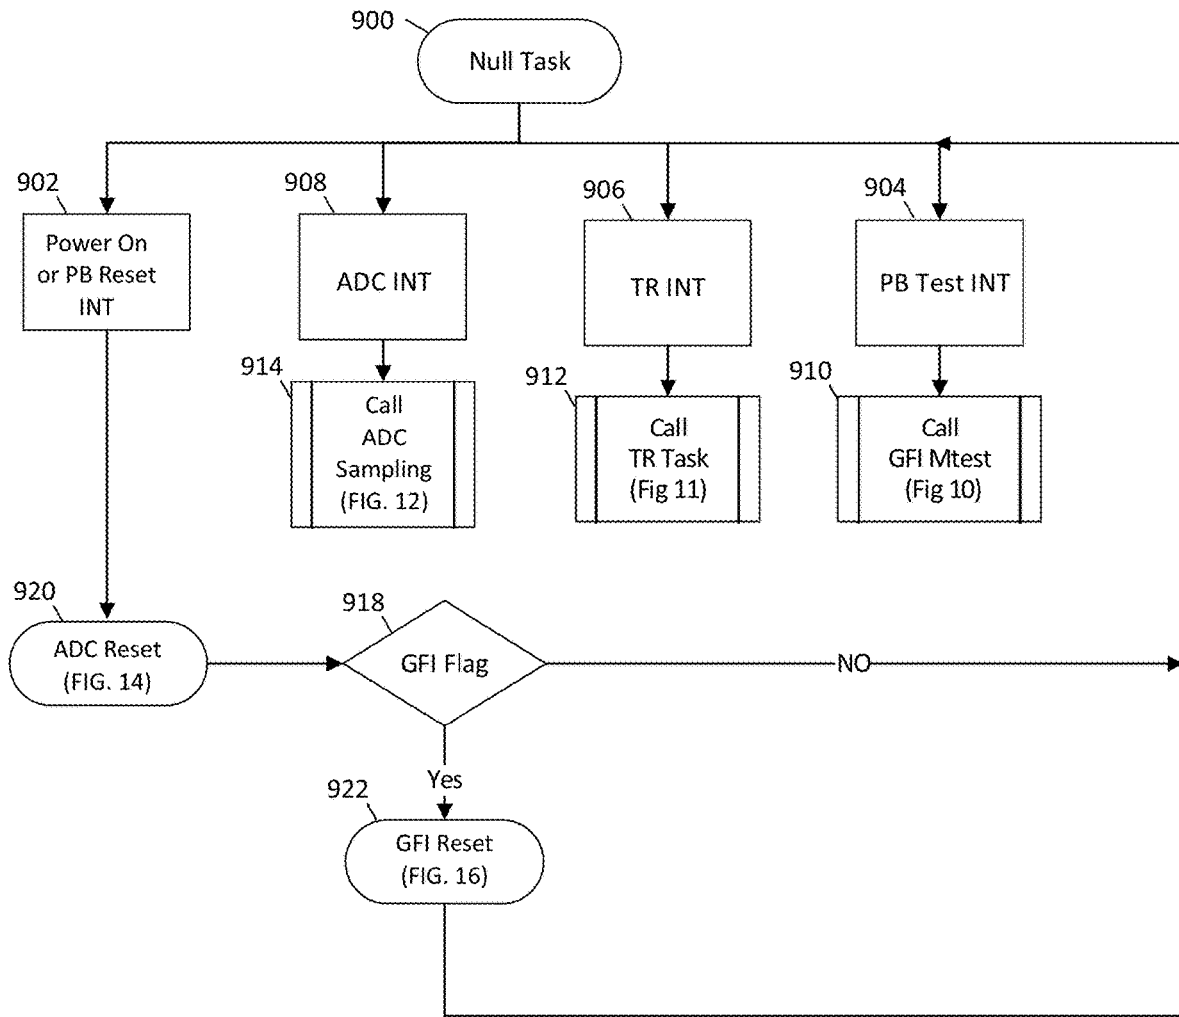 900
Null Task
902
908
906
904
Power On
or PB Reset
INT
ADC INT
TR INT
PB Test INT
914
912
910
Call
ADC
Sampling
(FIG. 12)
Call
TR Task
(Fig 11)
Call
GFI Mtest
(Fig 10)
920
ADC Reset
(FIG. 14)
918
GFI Flag
NO
Yes
922
GFI Reset
(FIG. 16)